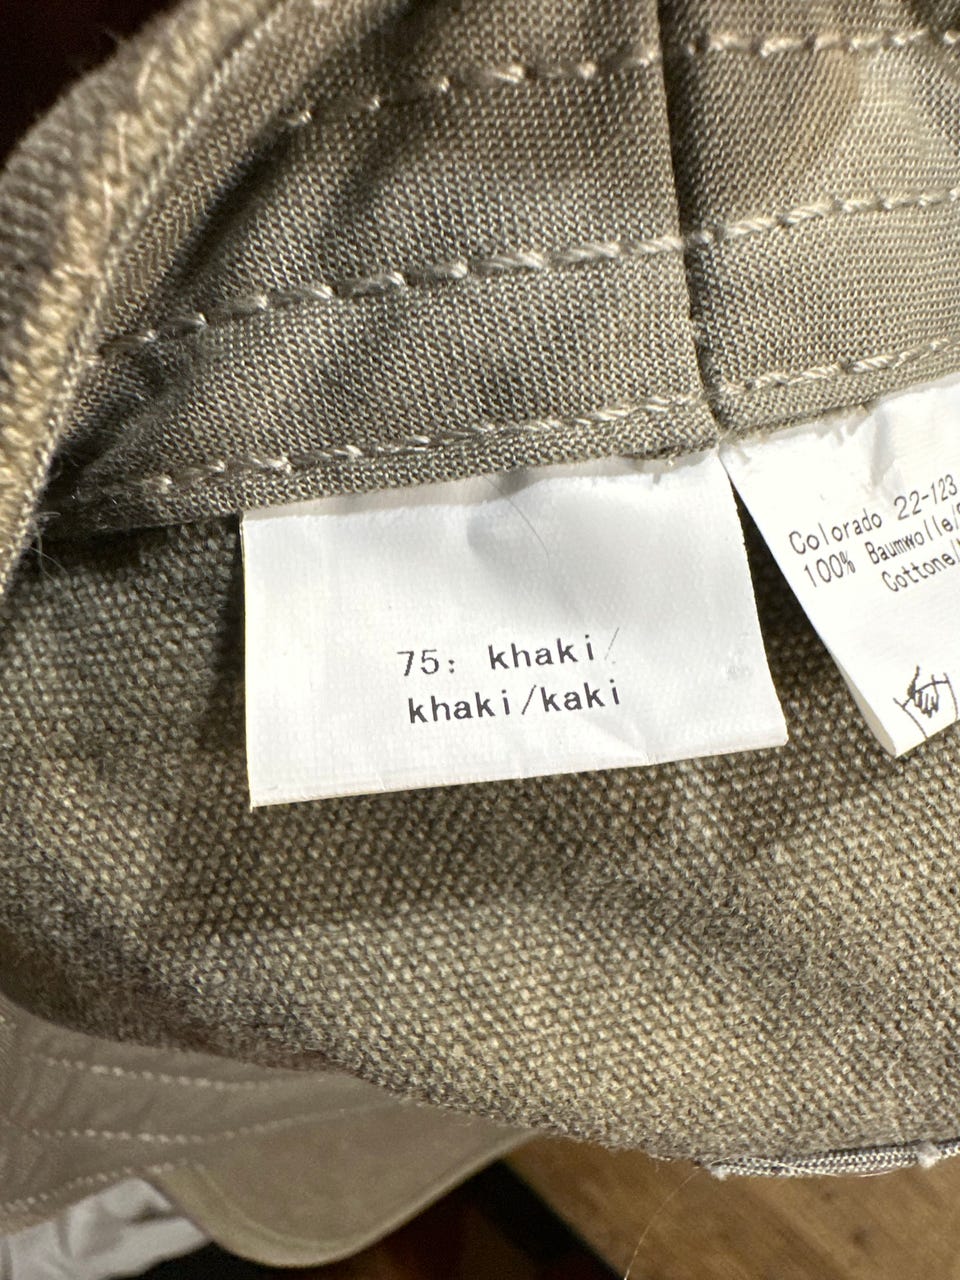 75: khaki/
khaki/kaki
Colorado 22-123
100% Baumwolle/
Cottone/